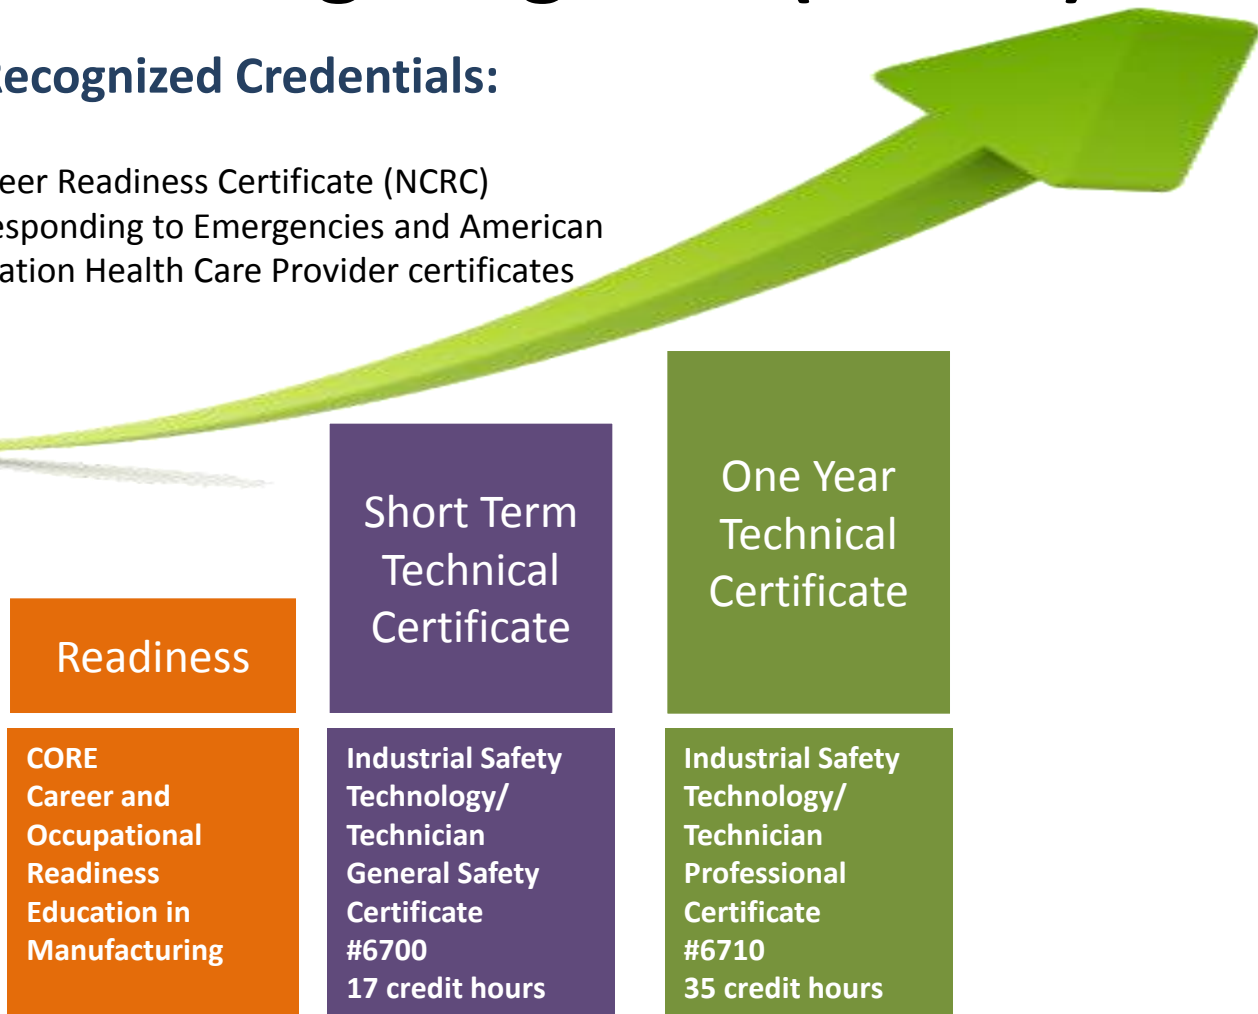 Recognized Credentials:
eer Readiness Certificate (NCRC)
esponding to Emergencies and American
ation Health Care Provider certificates
Readiness
Short Term
Technical
Certificate
One Year
Technical
Certificate
CORE
Career and
Occupational
Readiness
Education in
Manufacturing
Industrial Safety
Technology/
Technician
General Safety
Certificate
#6700
17 credit hours
Industrial Safety
Technology/
Technician
Professional
Certificate
#6710
35 credit hours